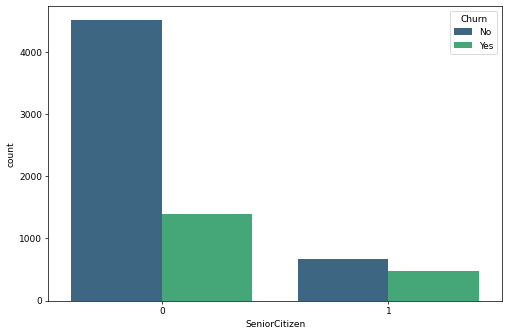 Churn
No
Yes
4000
3000
2000
1000
0
count
0 1
SeniorCitizen